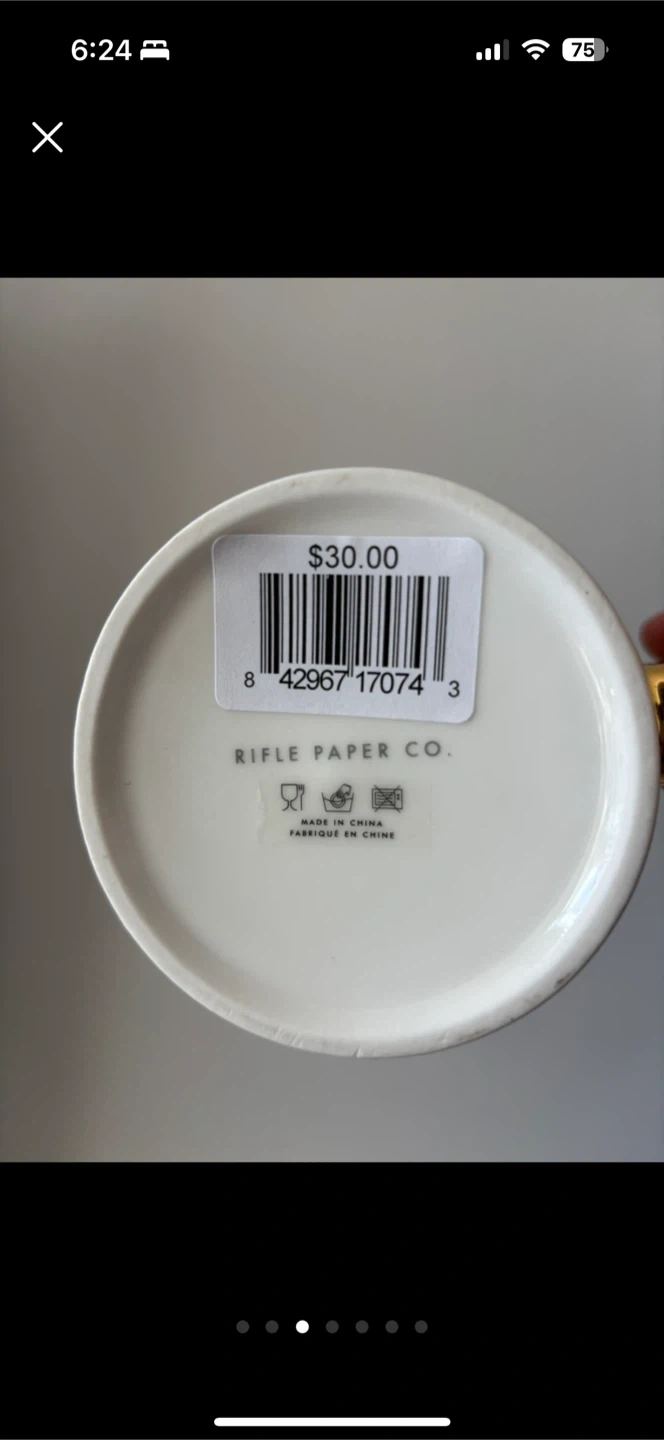 6:24
75
$30.00
8 42967 17074 3
RIFLE PAPER CO.
MADE IN CHINA
FABRIQUÉ EN CHINE